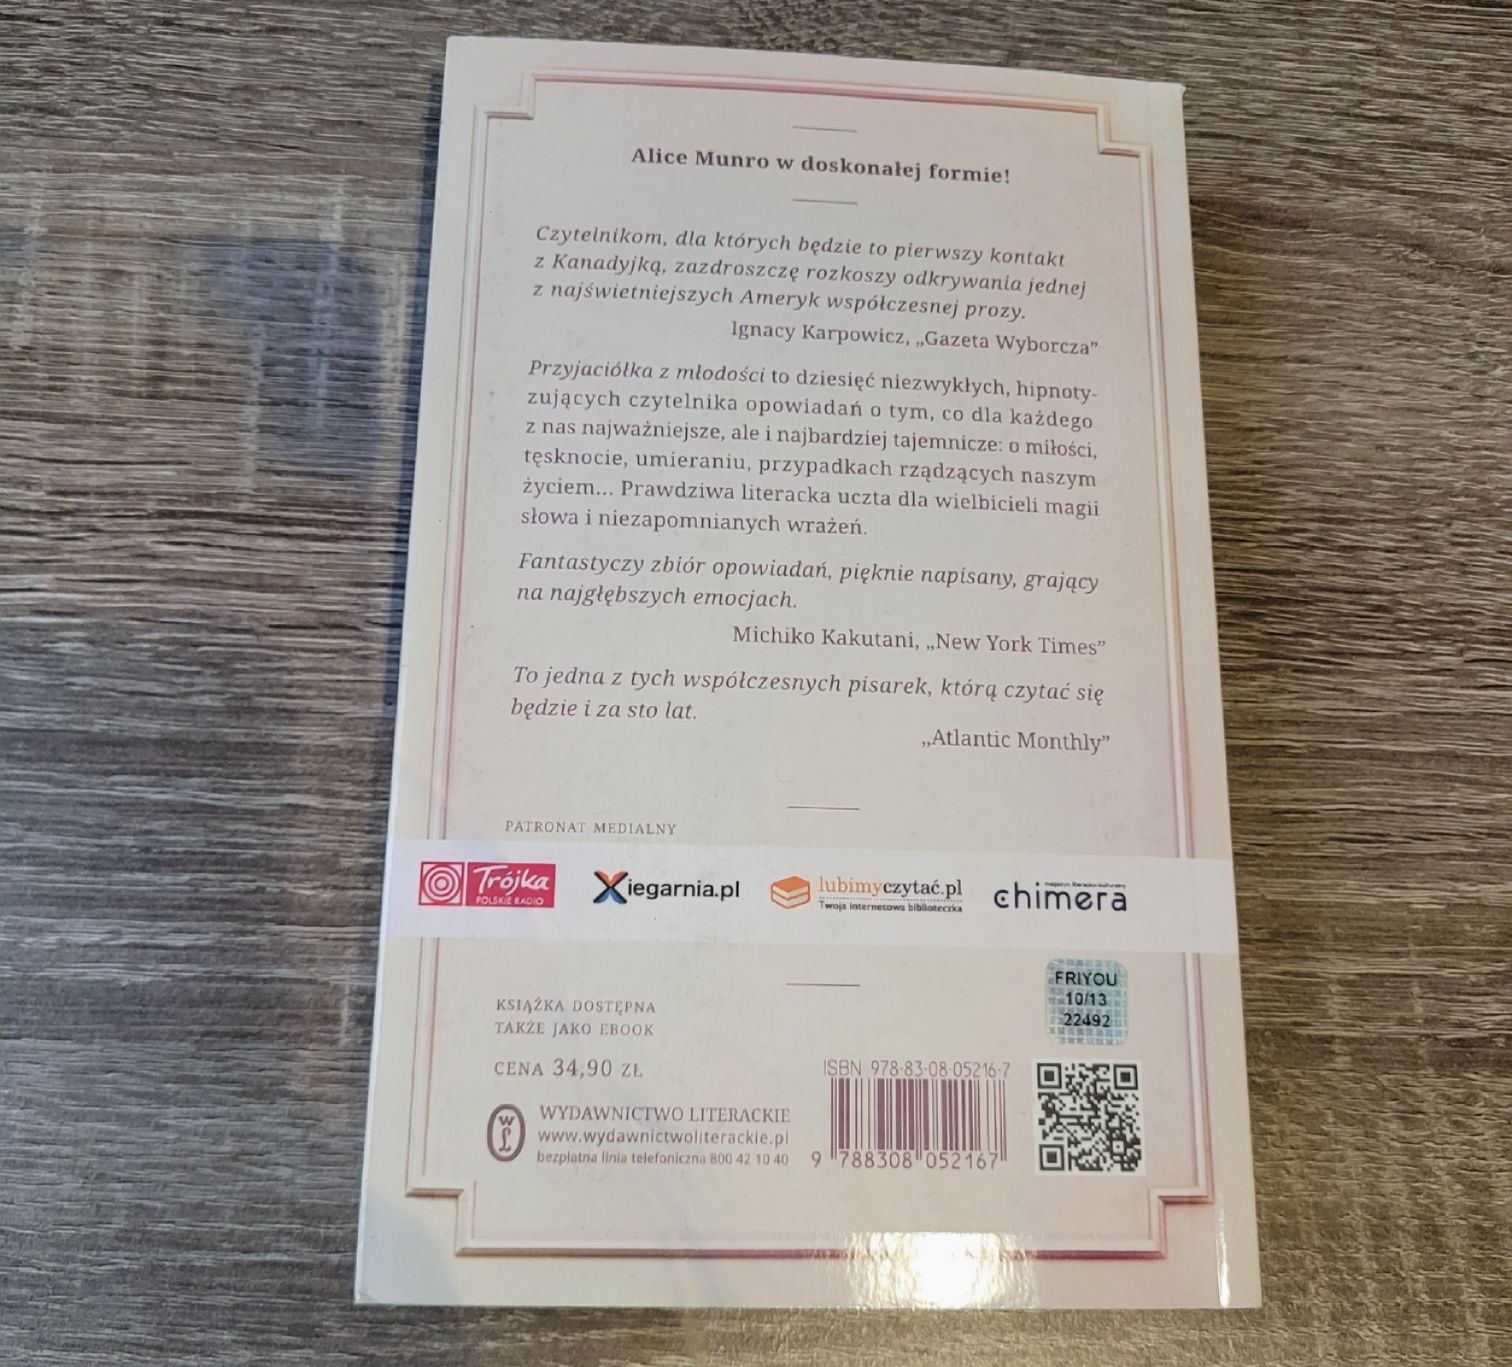 Alice Munro w doskonałej formie!
Czytelnikom, dla których będzie to pierwszy kontakt
z Kanadyjką, zazdroszczę rozkoszy odkrywania jednej
z najświetniejszych Ameryk współczesnej prozy.
Ignacy Karpowicz, „Gazeta Wyborcza”
Przyjaciółka z młodości to dziesięć niezwykłych, hipnoty-
zujących czytelnika opowiadań o tym, co dla każdego
z nas najważniejsze, ale i najbardziej tajemnicze: o miłości,
tęsknocie, umieraniu, przypadkach rządzących naszym
życiem... Prawdziwa literacka uczta dla wielbicieli magii
słowa i niezapomnianych wrażeń.
Fantastyczy zbiór opowiadań, pięknie napisany, grający
na najgłębszych emocjach.
Michiko Kakutani, „New York Times”
To jedna z tych współczesnych pisarek, którą czytać się
będzie i za sto lat.
„Atlantic Monthly”
PATRONAT MEDIALNY
Trójka
POLSKIE RADIO
Xiegarnia.pl
lubimyczytać.pl
Twoja internetowa biblioteczka
magazyn literacko-kulturalny
chimera
FRIYOU
10/13
22492
KSIĄŻKA DOSTĘPNA
TAKŻE JAKO EBOOK
CENA 34,90 ZŁ
WYDAWNICTWO LITERACKIE
www.wydawnictwoliterackie.pl
bezpłatna linia telefoniczna 800 42 10 40
ISBN 978-83-08-05216-7
9 788308 052167